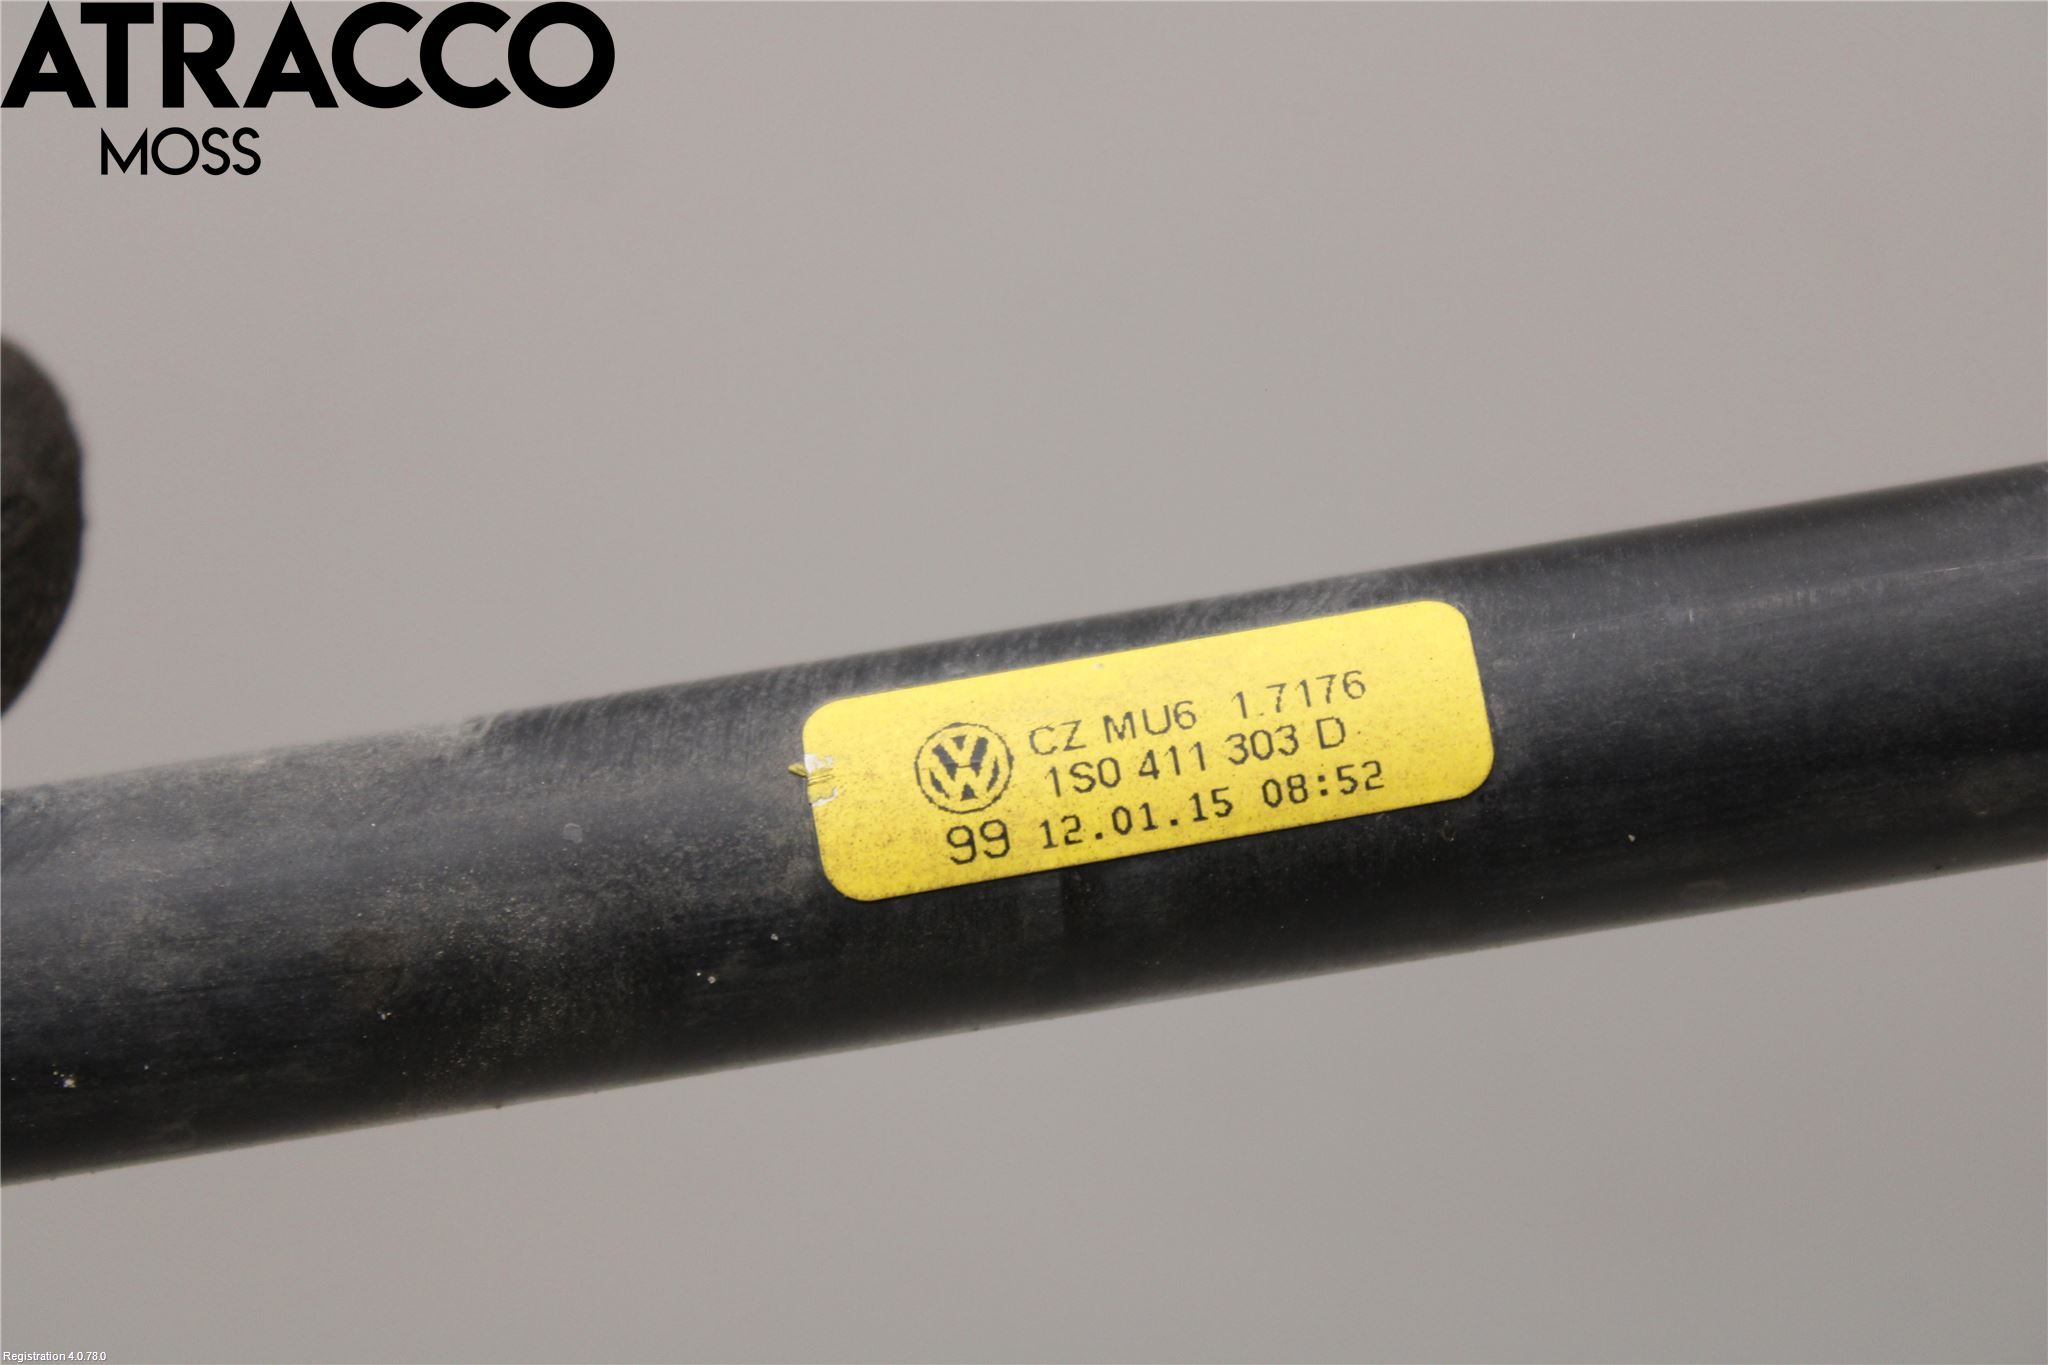 ATRACCO
MOSS
CZ MU6 1.7176
1S0 411 303 D
99 12.01.15 08:52
Registration 4.0.78.0